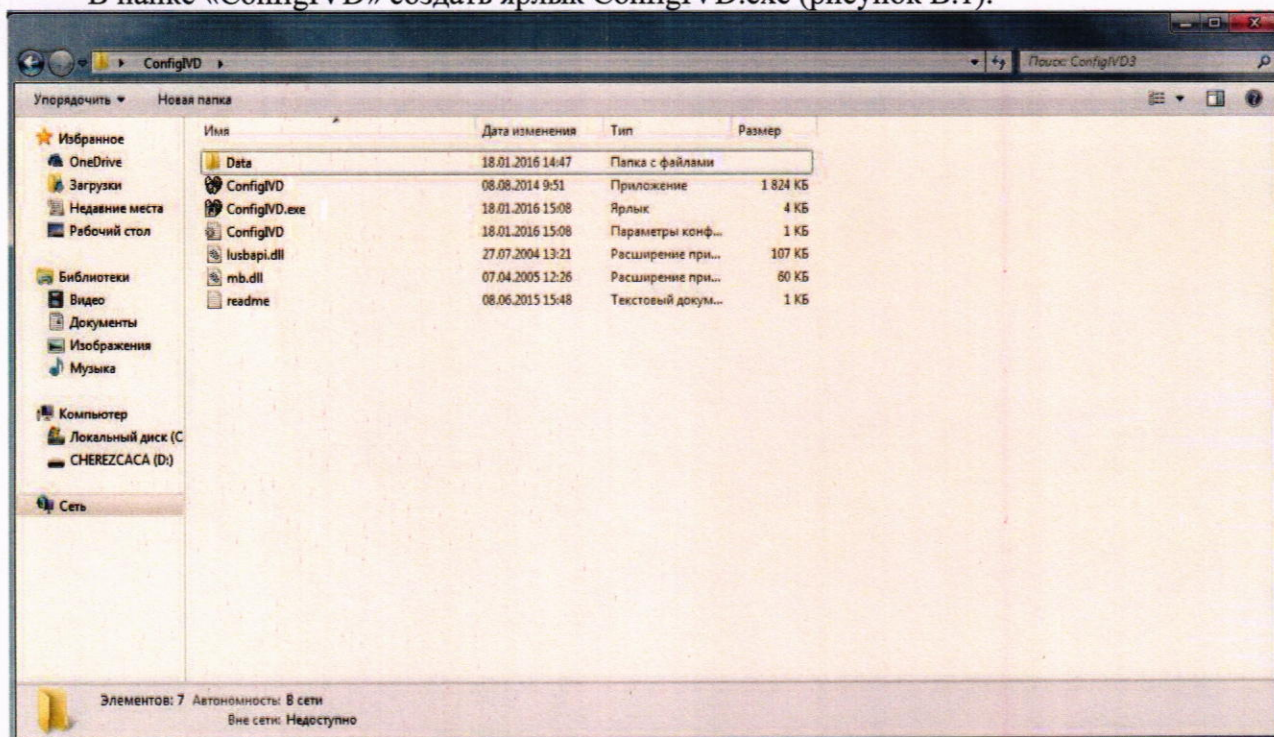 В папке «ConfigIVD» создать ярлык ConfigIVD.exe (рисунок В.1).
ConfigIVD
Поиск: ConfigIVD3
Упорядочить
Новая папка
Имя Дата изменения Тип Размер
Избранное
OneDrive
Загрузки
Недавние места
Рабочий стол
Библиотеки
Видео
Документы
Изображения
Музыка
Компьютер
Локальный диск (C
CHEREZCACA (D:)
Сеть
Data 18.01.2016 14:47 Папка с файлами
ConfigIVD 08.08.2014 9:51 Приложение 1 824 КБ
ConfigIVD.exe 18.01.2016 15:08 Ярлык 4 КБ
ConfigIVD 18.01.2016 15:08 Параметры конф... 1 КБ
lusbapi.dll 27.07.2004 13:21 Расширение при... 107 КБ
mb.dll 07.04.2005 12:26 Расширение при... 60 КБ
readme 08.06.2015 15:48 Текстовый докум... 1 КБ
Элементов: 7 Автономность: В сети
Вне сети: Недоступно